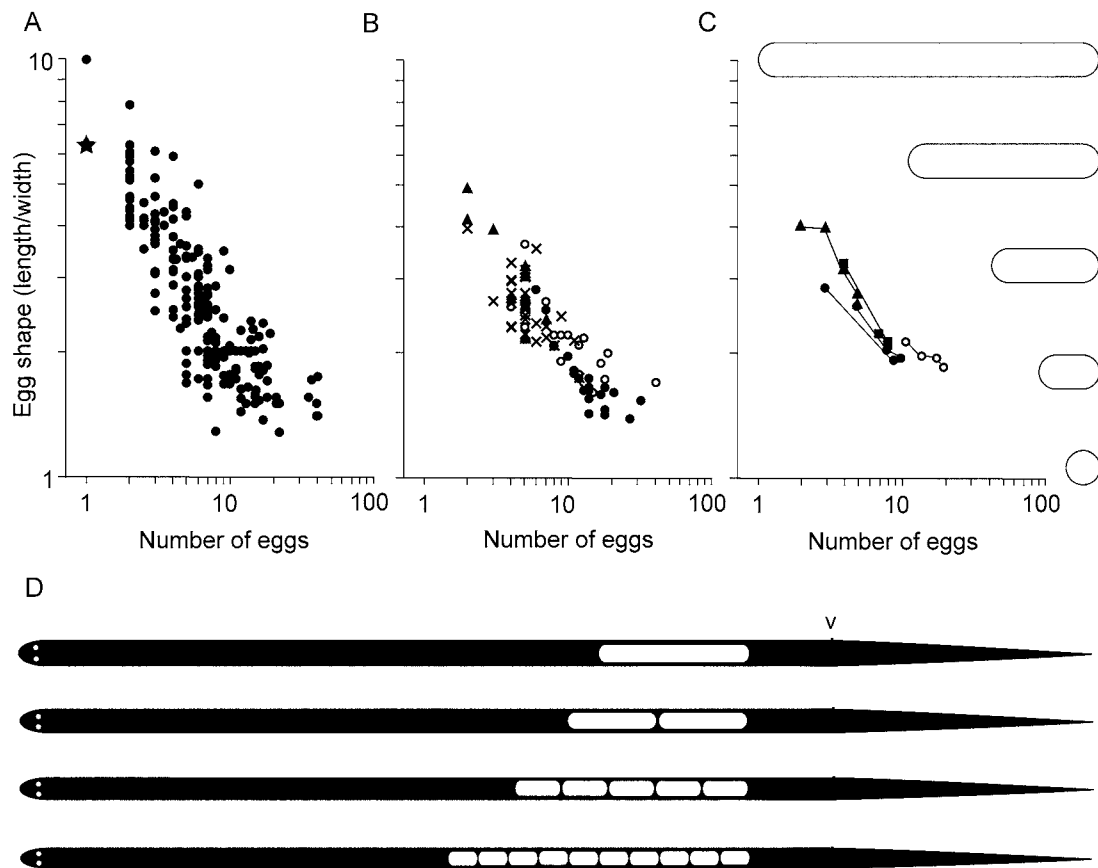 A
B
C
10
1
Egg shape (length/width)
1 10 100
1 10 100
1 10 100
Number of eggs
Number of eggs
Number of eggs
D
v